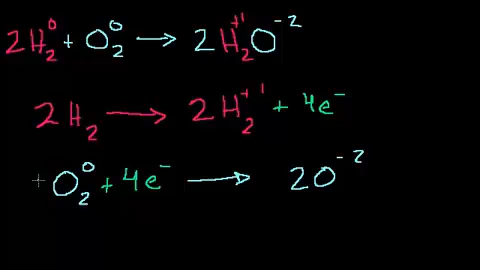 2H₂⁰ + O₂⁰ → 2H₂⁺¹O⁻²
2H₂ → 2H₂⁺¹ + 4e⁻
+ O₂⁰ + 4e⁻ → 2O⁻²